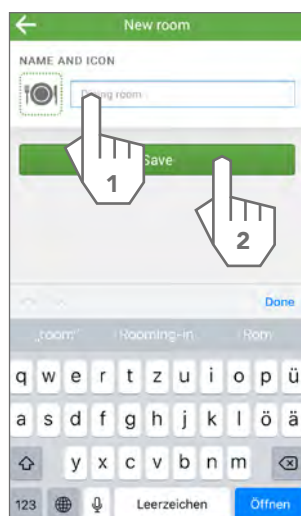 New room
NAME AND ICON
Dining room
Save
1
2
Done
„room“ Rooming-in Rom
q w e r t z u i o p ü
a s d f g h j k l ö ä
y x c v b n m
123 Leerzeichen Öffnen